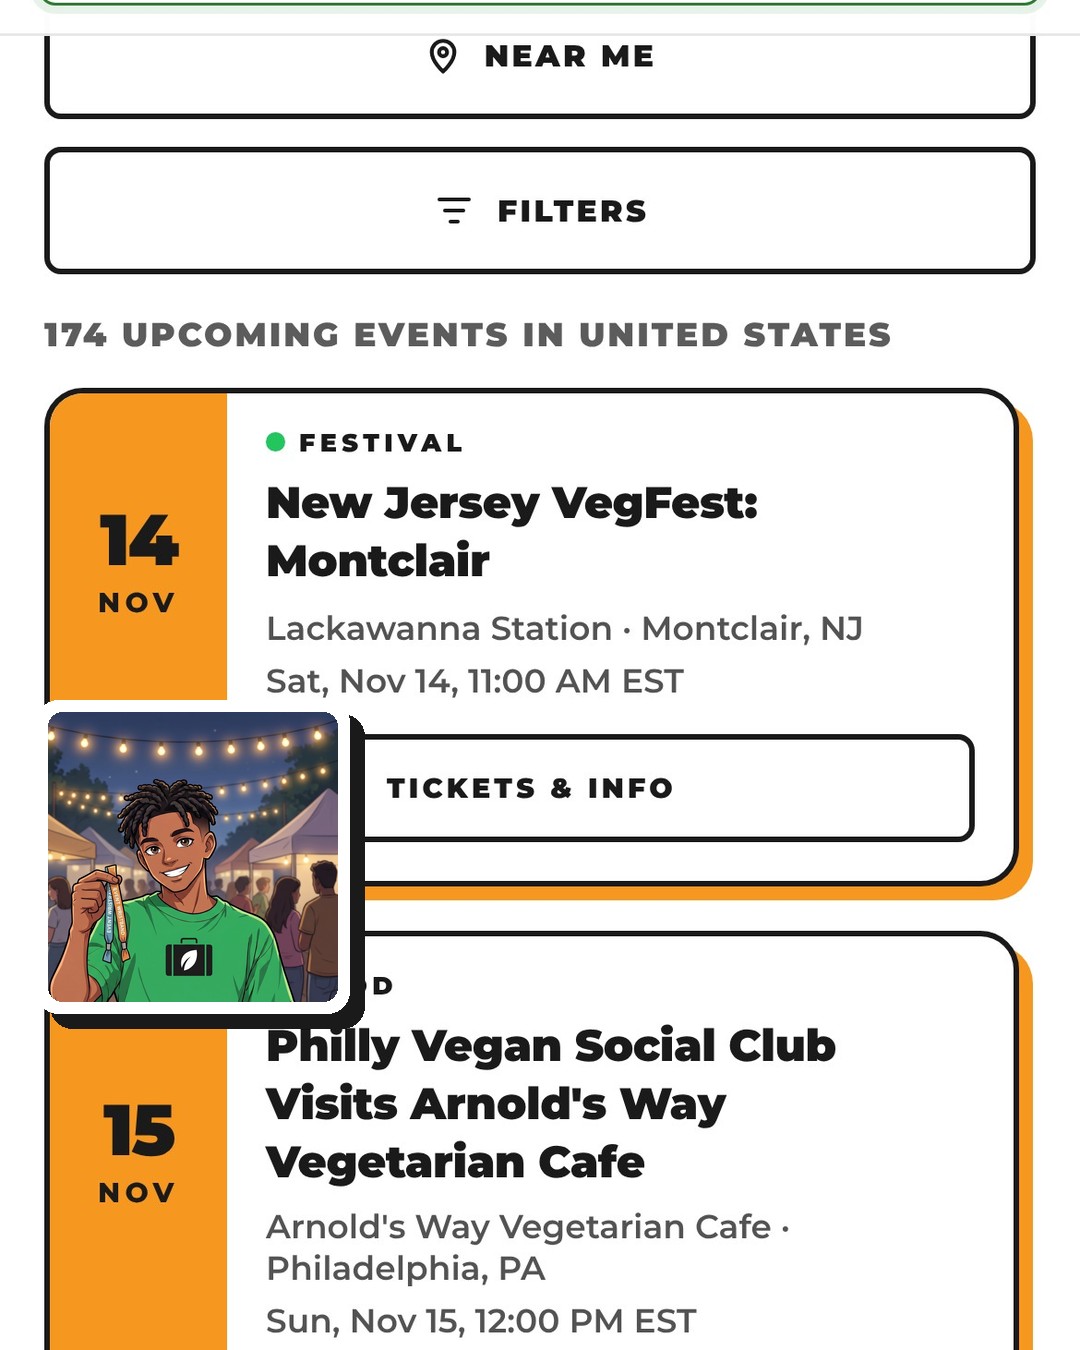 NEAR ME
FILTERS
174 UPCOMING EVENTS IN UNITED STATES
FESTIVAL
New Jersey VegFest:
Montclair
14
NOV
Lackawanna Station · Montclair, NJ
Sat, Nov 14, 11:00 AM EST
TICKETS & INFO
Philly Vegan Social Club
Visits Arnold's Way
Vegetarian Cafe
15
NOV
Arnold's Way Vegetarian Cafe ·
Philadelphia, PA
Sun, Nov 15, 12:00 PM EST